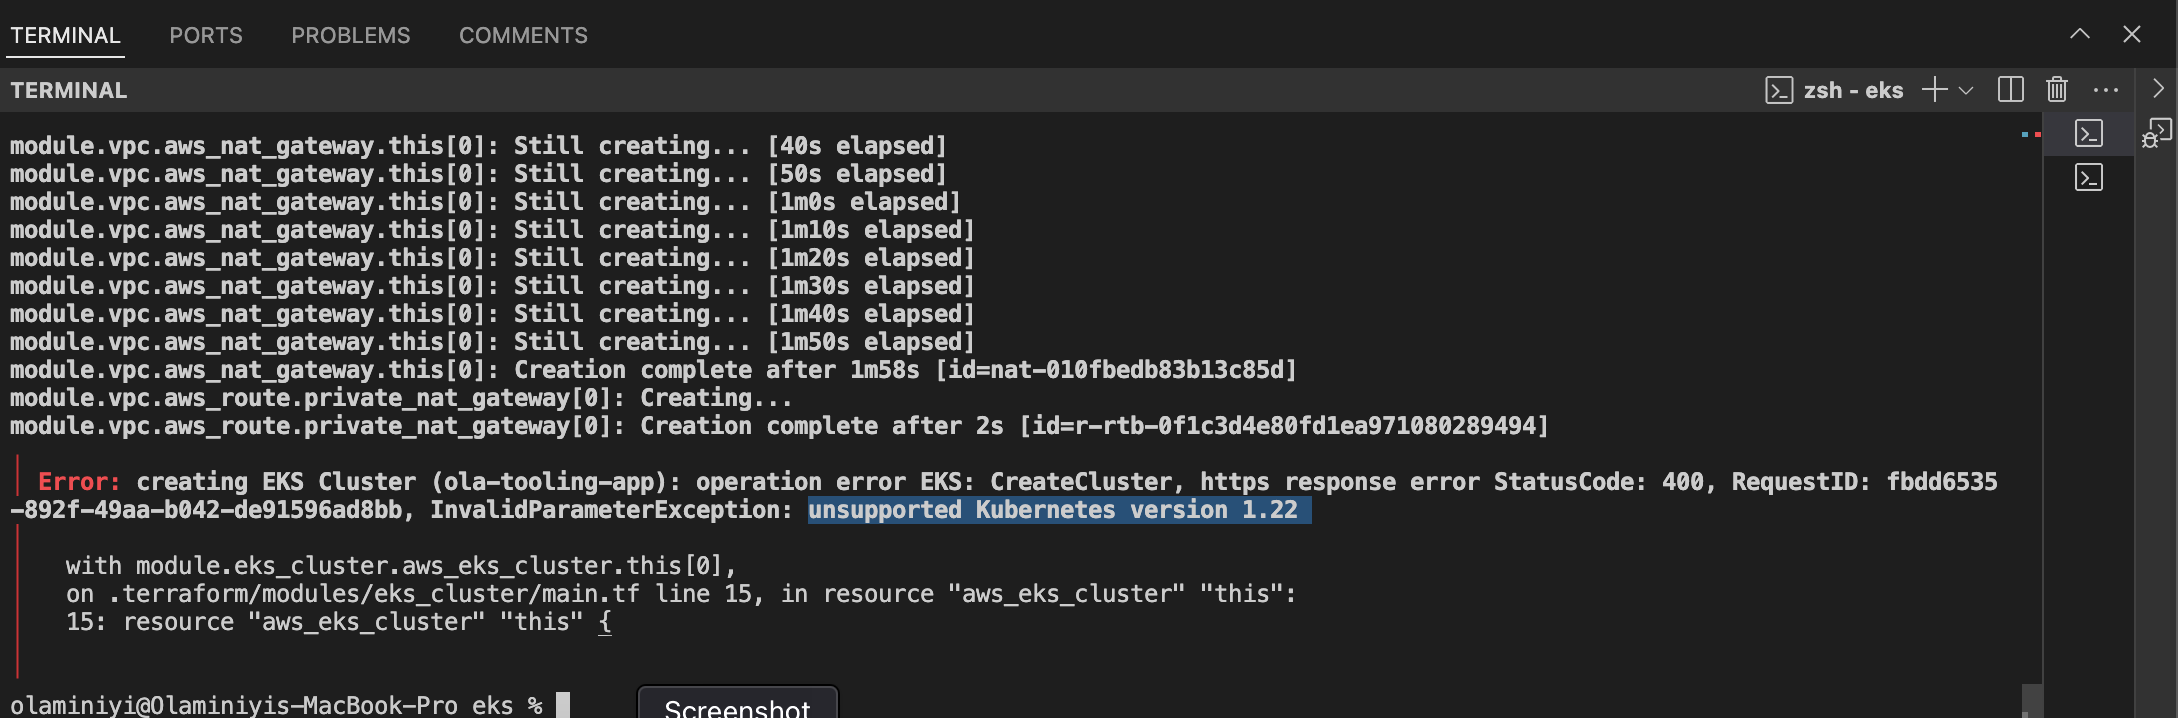 TERMINAL PORTS PROBLEMS COMMENTS
TERMINAL
zsh - eks
module.vpc.aws_nat_gateway.this[0]: Still creating... [40s elapsed]
module.vpc.aws_nat_gateway.this[0]: Still creating... [50s elapsed]
module.vpc.aws_nat_gateway.this[0]: Still creating... [1m0s elapsed]
module.vpc.aws_nat_gateway.this[0]: Still creating... [1m10s elapsed]
module.vpc.aws_nat_gateway.this[0]: Still creating... [1m20s elapsed]
module.vpc.aws_nat_gateway.this[0]: Still creating... [1m30s elapsed]
module.vpc.aws_nat_gateway.this[0]: Still creating... [1m40s elapsed]
module.vpc.aws_nat_gateway.this[0]: Still creating... [1m50s elapsed]
module.vpc.aws_nat_gateway.this[0]: Creation complete after 1m58s [id=nat-010fbedb83b13c85d]
module.vpc.aws_route.private_nat_gateway[0]: Creating...
module.vpc.aws_route.private_nat_gateway[0]: Creation complete after 2s [id=r-rtb-0f1c3d4e80fd1ea971080289494]
Error: creating EKS Cluster (ola-tooling-app): operation error EKS: CreateCluster, https response error StatusCode: 400, RequestID: fbdd6535
-892f-49aa-b042-de91596ad8bb, InvalidParameterException: unsupported Kubernetes version 1.22
with module.eks_cluster.aws_eks_cluster.this[0],
on .terraform/modules/eks_cluster/main.tf line 15, in resource "aws_eks_cluster" "this":
15: resource "aws_eks_cluster" "this" {
olaminiyi@Olaminiyis-MacBook-Pro eks %
Screenshot